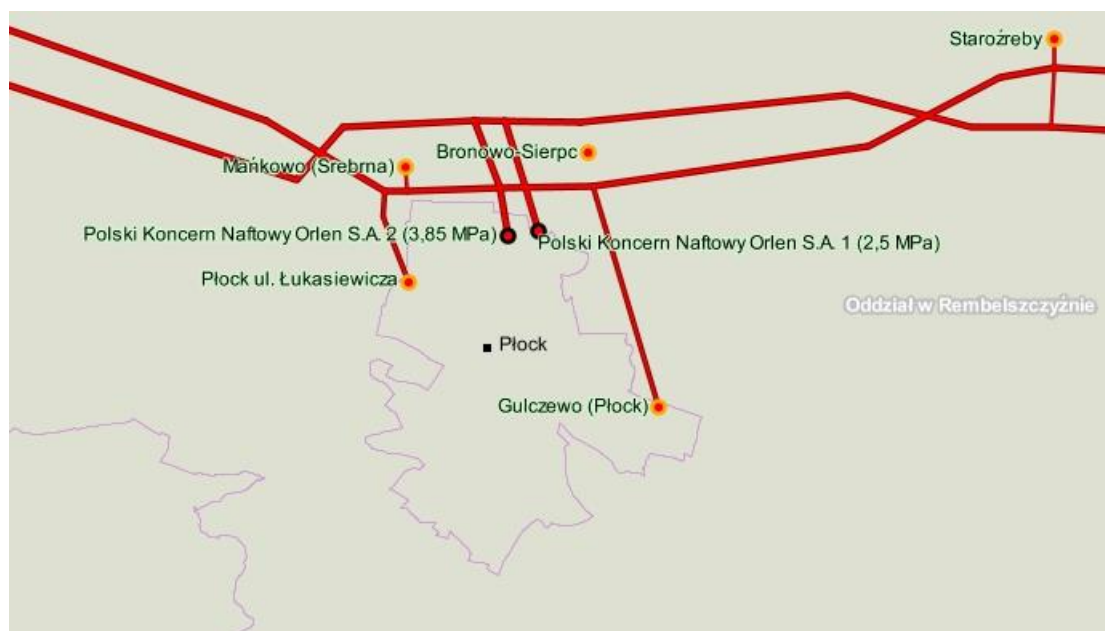 Staroźreby
Bronowo-Sierpc
Mańkowo (Srebrna)
Polski Koncern Naftowy Orlen S.A. 2 (3,85 MPa)
Polski Koncern Naftowy Orlen S.A. 1 (2,5 MPa)
Płock ul. Łukasiewicza
Oddział w Rembelszczyźnie
Płock
Gulczewo (Płock)